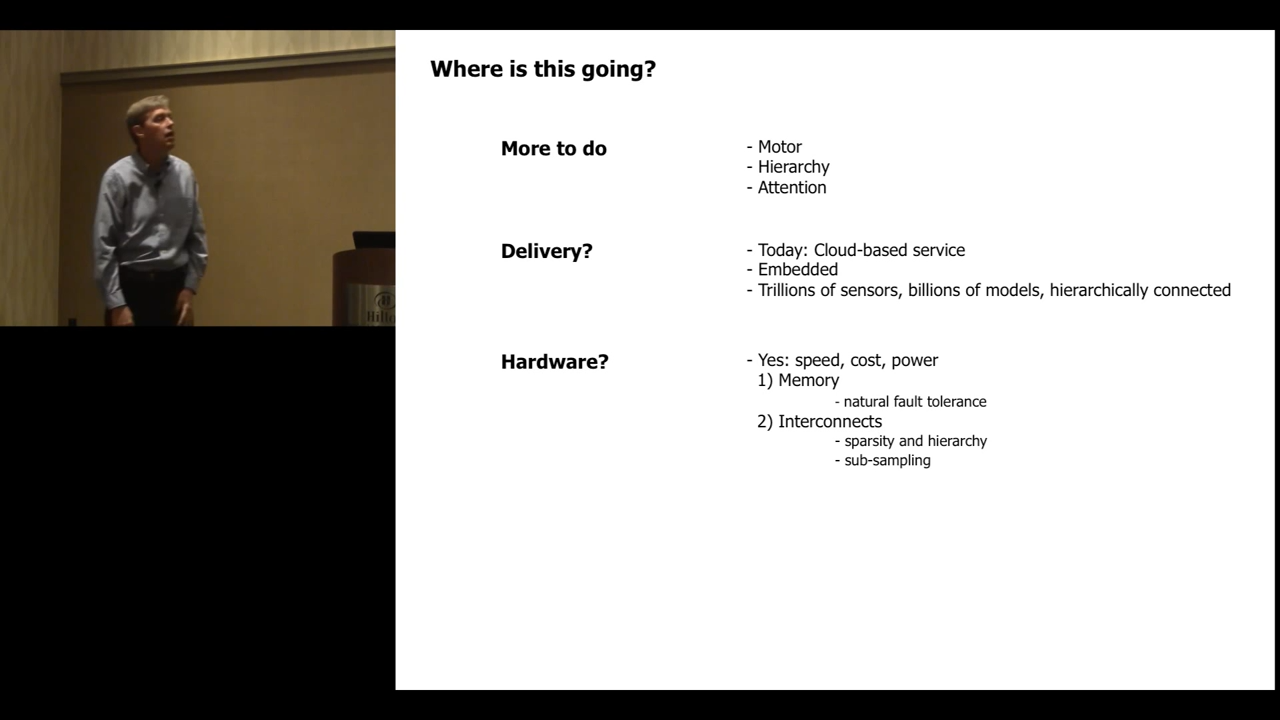 Where is this going?
More to do
- Motor
- Hierarchy
- Attention
Delivery?
- Today: Cloud-based service
- Embedded
- Trillions of sensors, billions of models, hierarchically connected
Hardware?
- Yes: speed, cost, power
1) Memory
- natural fault tolerance
2) Interconnects
- sparsity and hierarchy
- sub-sampling